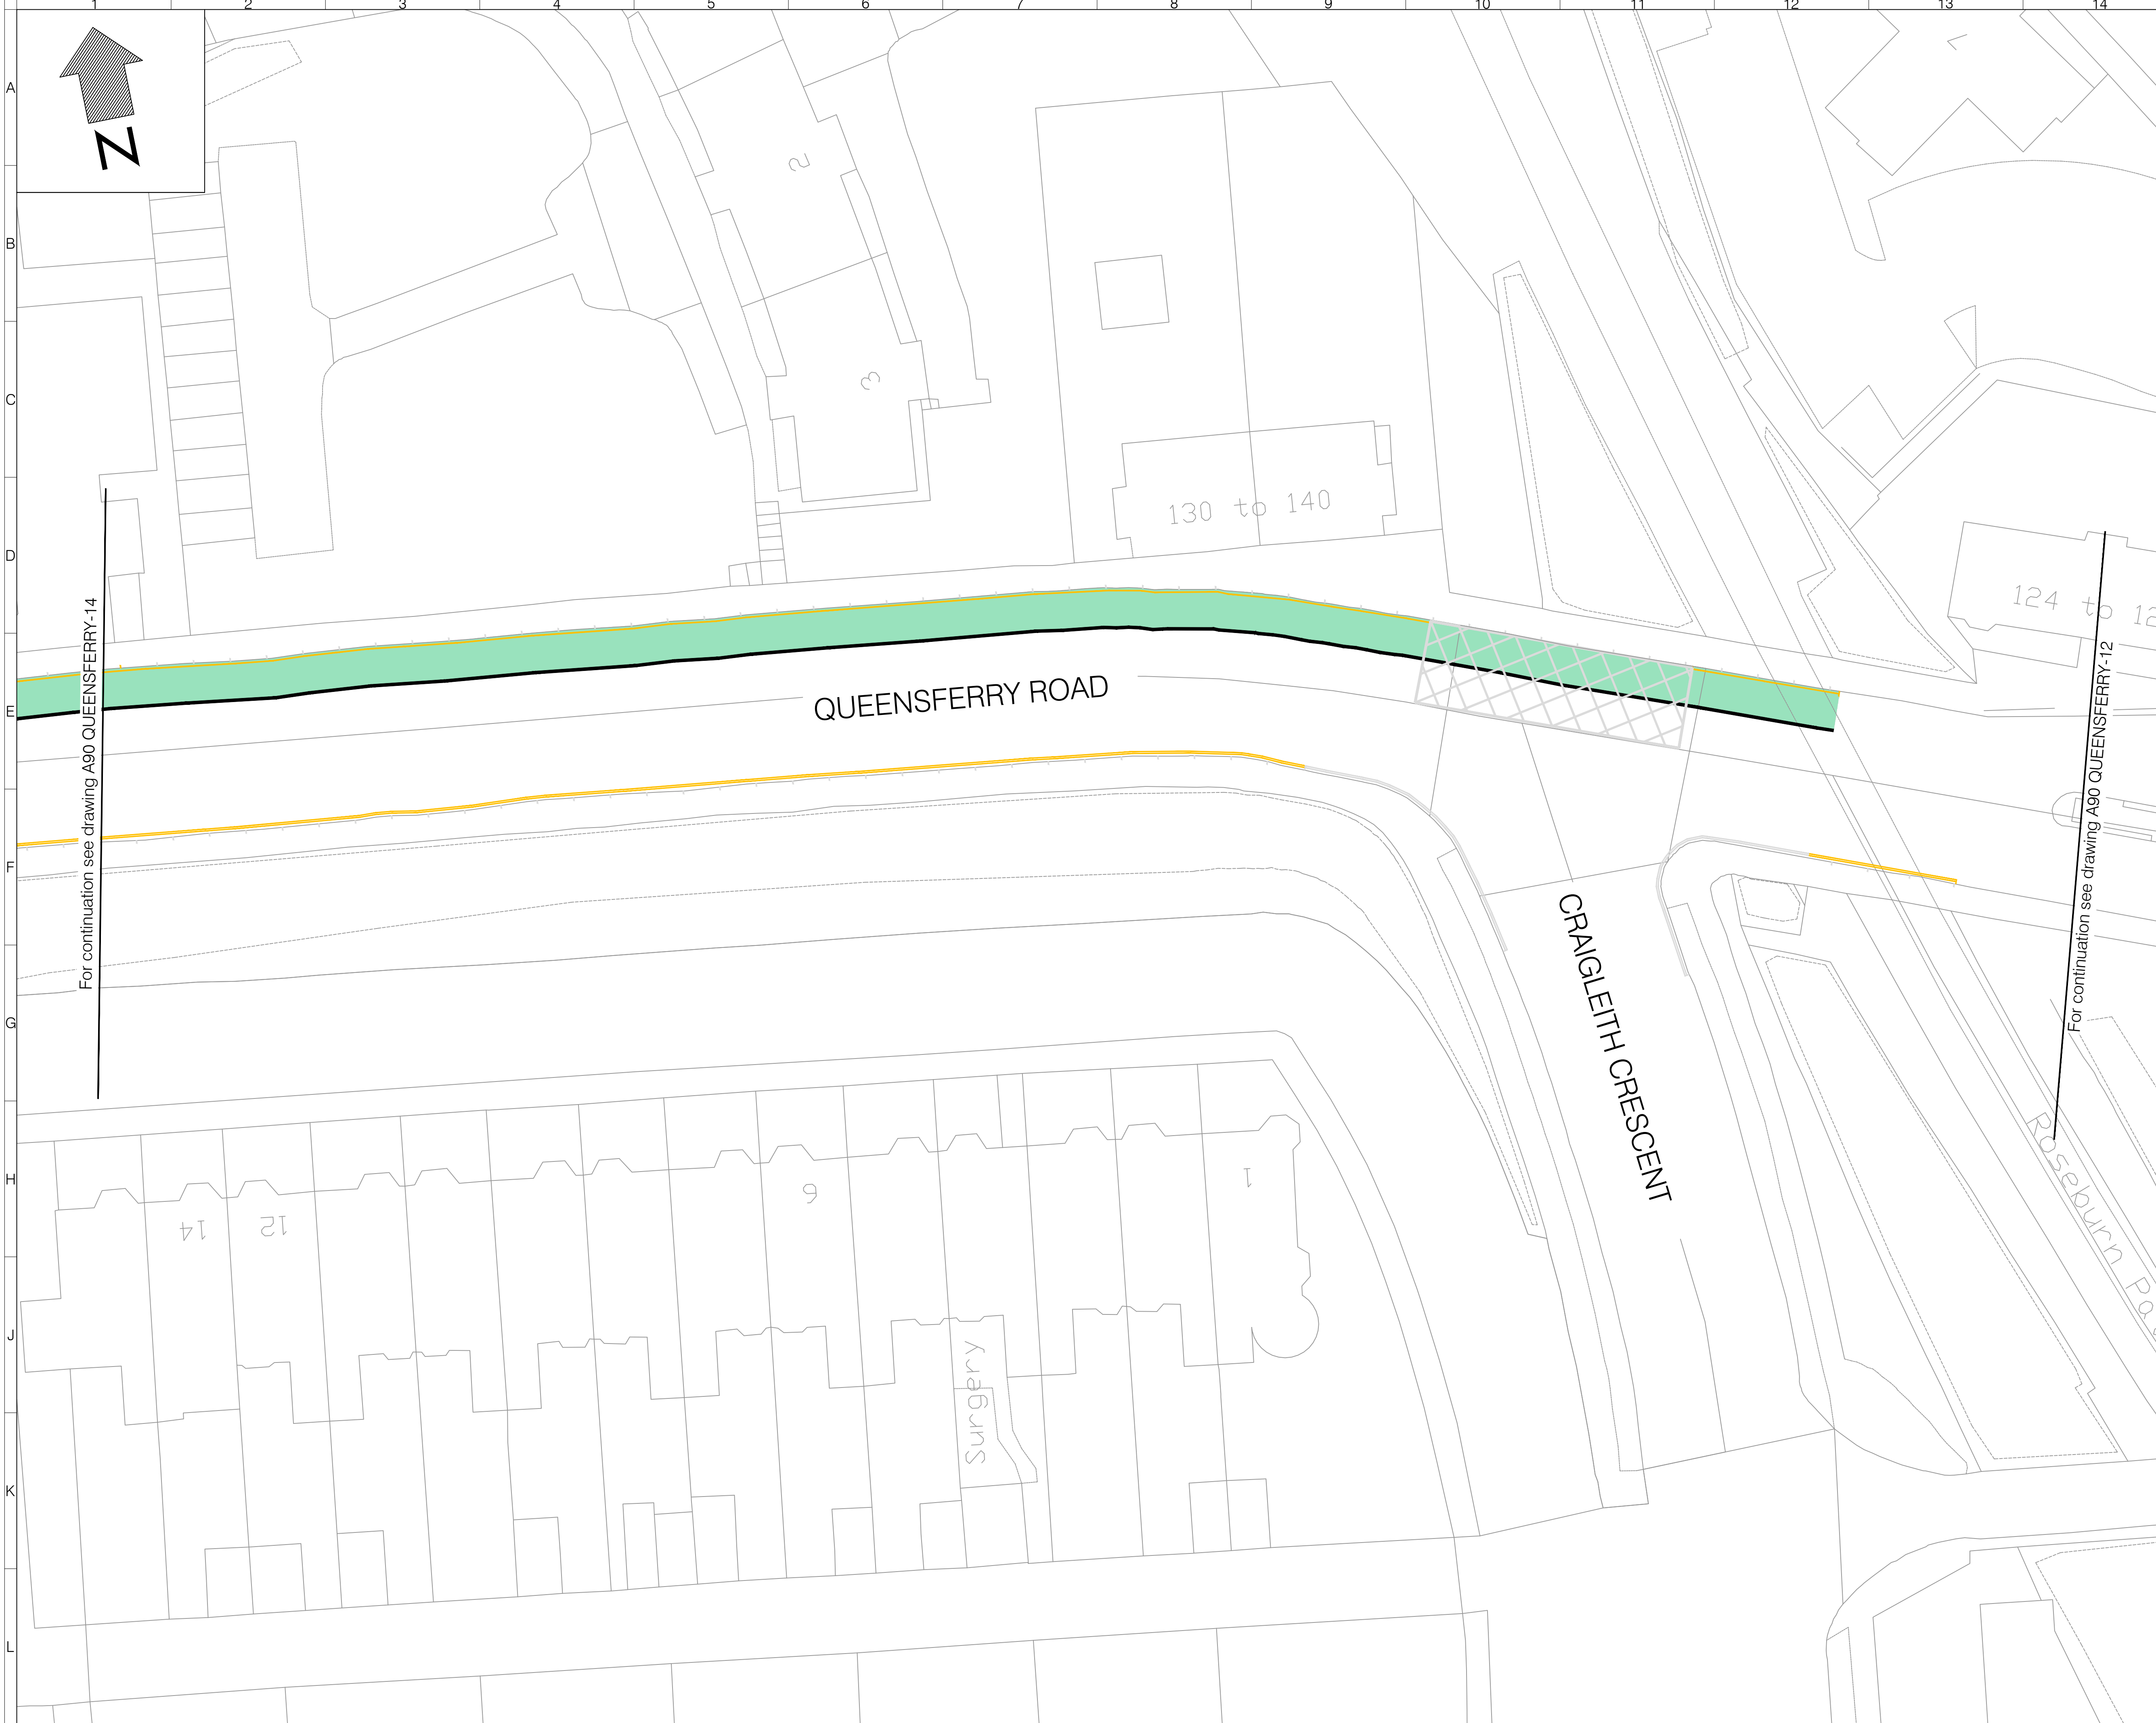 1 2 3 4 5 6 7 8 9 10 11 12 13 14
A
B
C
D
E
F
G
H
J
K
L
N
2
3
130 to 140
124 to
For continuation see drawing A90 QUEENSFERRY-14
For continuation see drawing A90 QUEENSFERRY-12
QUEENSFERRY ROAD
CRAIGLEITH CRESCENT
14
12
6
1
Surgery
Roseburn